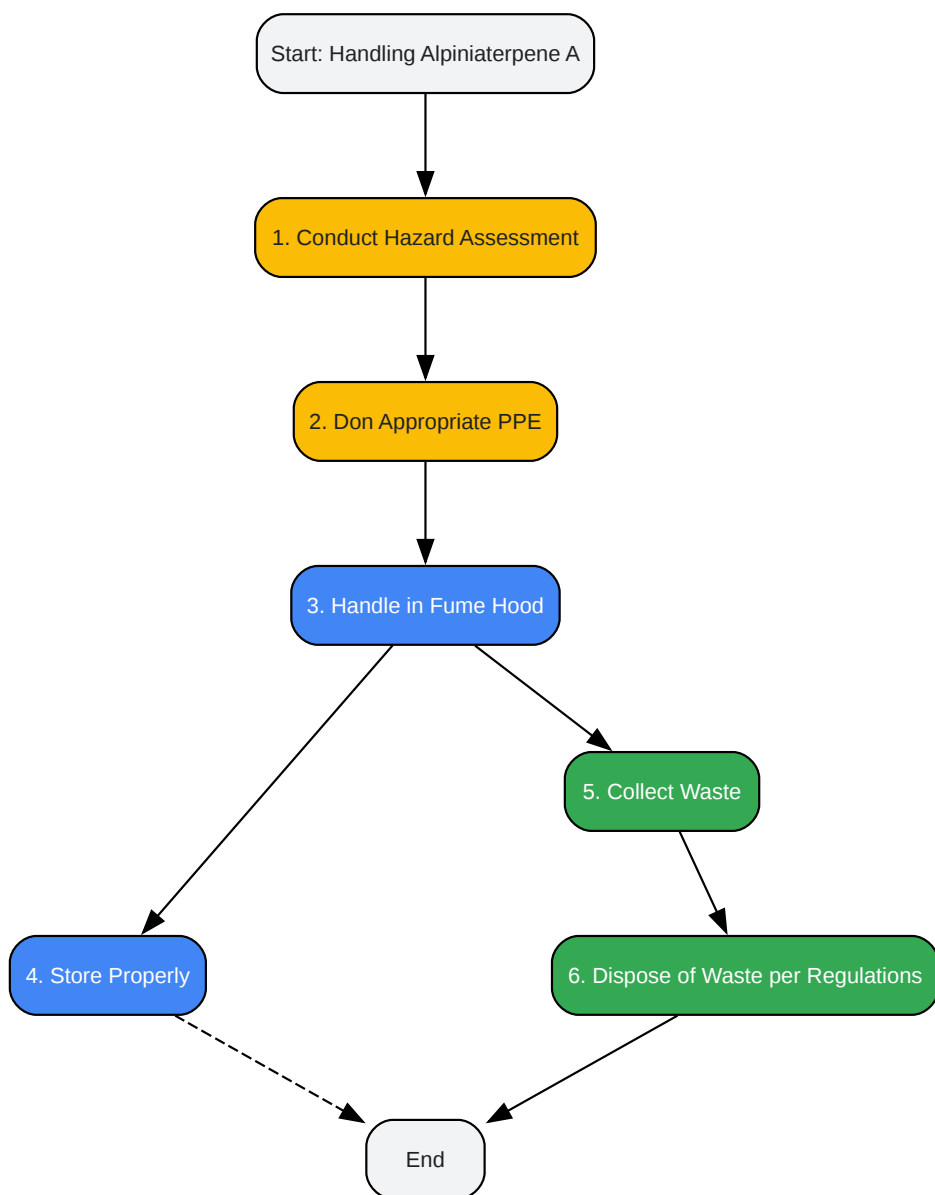 Start: Handling Alpiniaterpene A
1. Conduct Hazard Assessment
2. Don Appropriate PPE
3. Handle in Fume Hood
5. Collect Waste
4. Store Properly
6. Dispose of Waste per Regulations
End